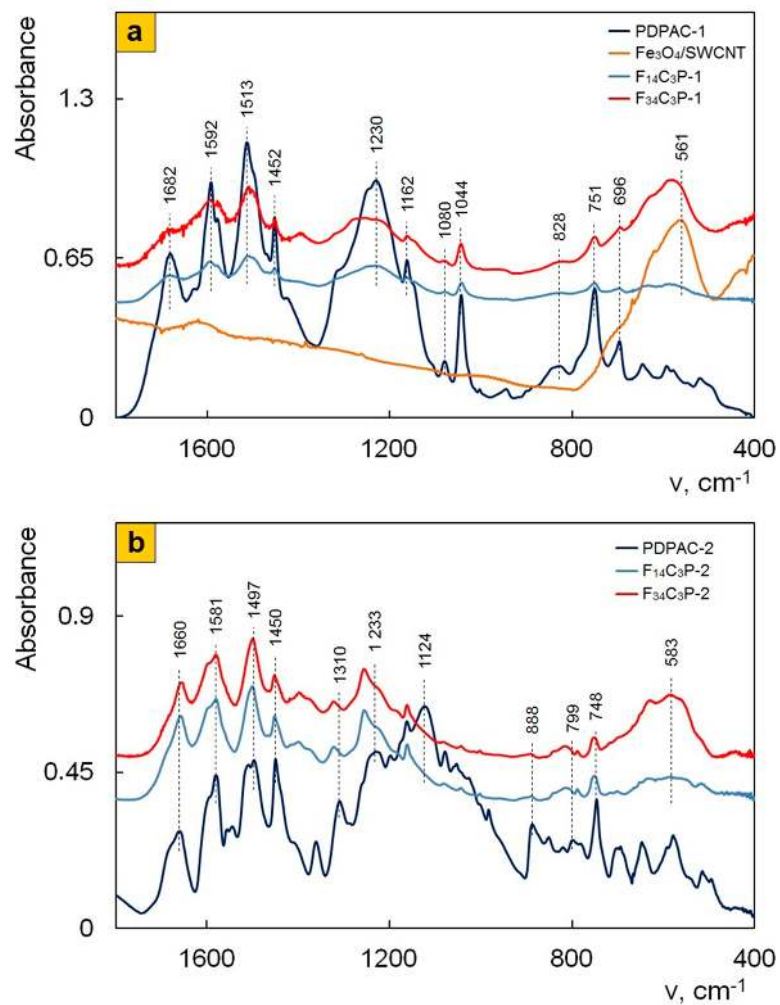 a
PDPAC-1
Fe₃O₄/SWCNT
F₁₄C₃P-1
F₃₄C₃P-1
Absorbance
1.3
0.65
0
1682
1592
1513
1452
1230
1162
1080
1044
828
751
696
561
1600 1200 800 400
ν, cm⁻¹
b
PDPAC-2
F₁₄C₃P-2
F₃₄C₃P-2
Absorbance
0.9
0.45
0
1660
1581
1497
1450
1310
1 233
1124
888
799
748
583
1600 1200 800 400
ν, cm⁻¹